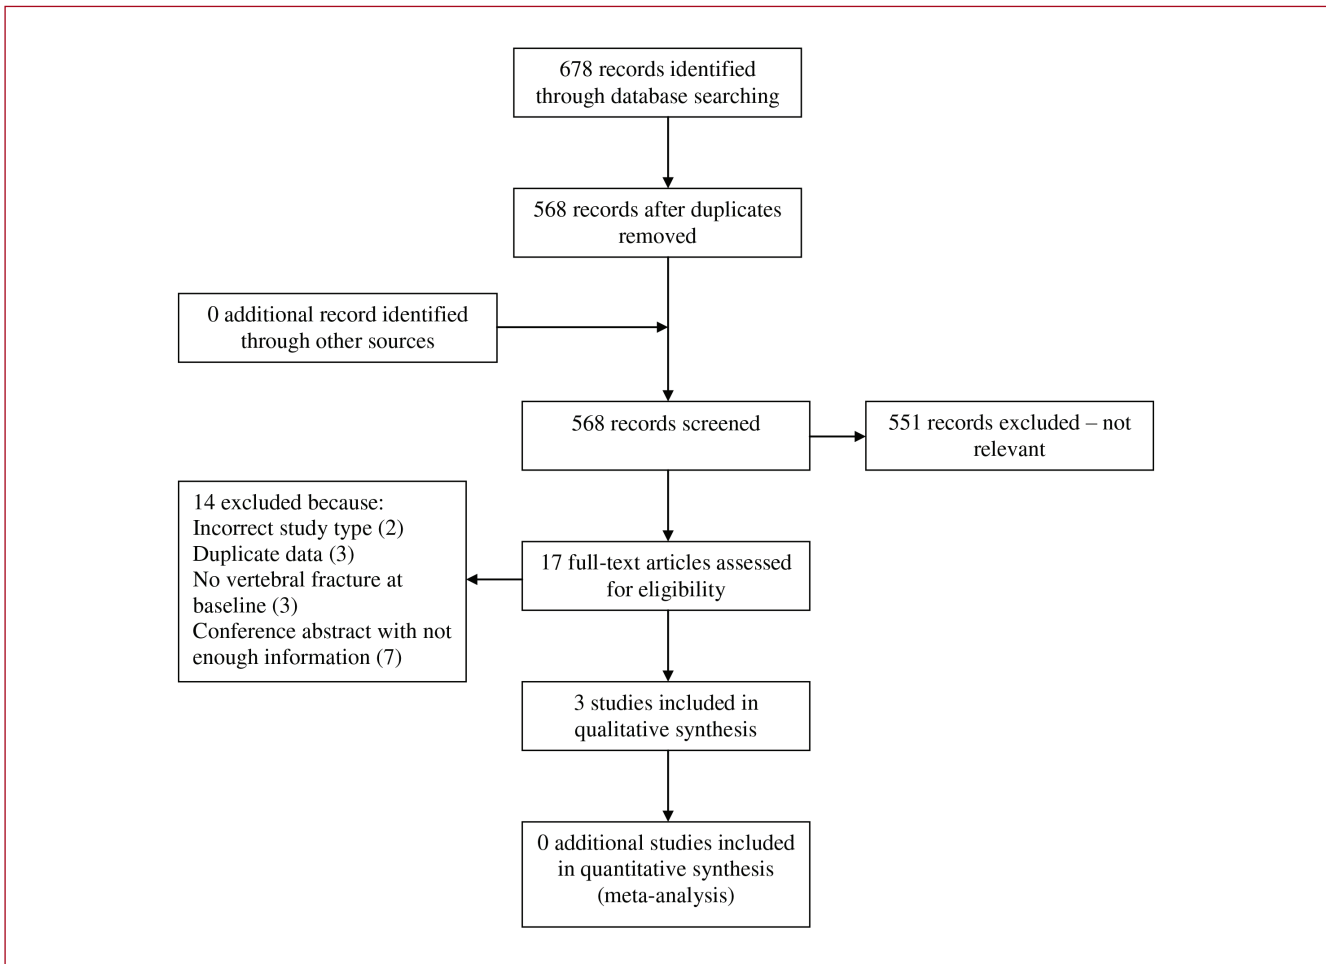 678 records identified
through database searching
568 records after duplicates
removed
0 additional record identified
through other sources
568 records screened
551 records excluded – not
relevant
14 excluded because:
Incorrect study type (2)
Duplicate data (3)
No vertebral fracture at
baseline (3)
Conference abstract with not
enough information (7)
17 full-text articles assessed
for eligibility
3 studies included in
qualitative synthesis
0 additional studies included
in quantitative synthesis
(meta-analysis)